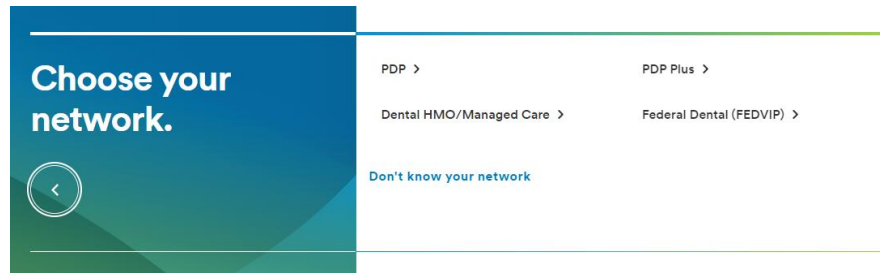 Choose your
network.
PDP >
PDP Plus >
Dental HMO/Managed Care >
Federal Dental (FEDVIP) >
Don't know your network